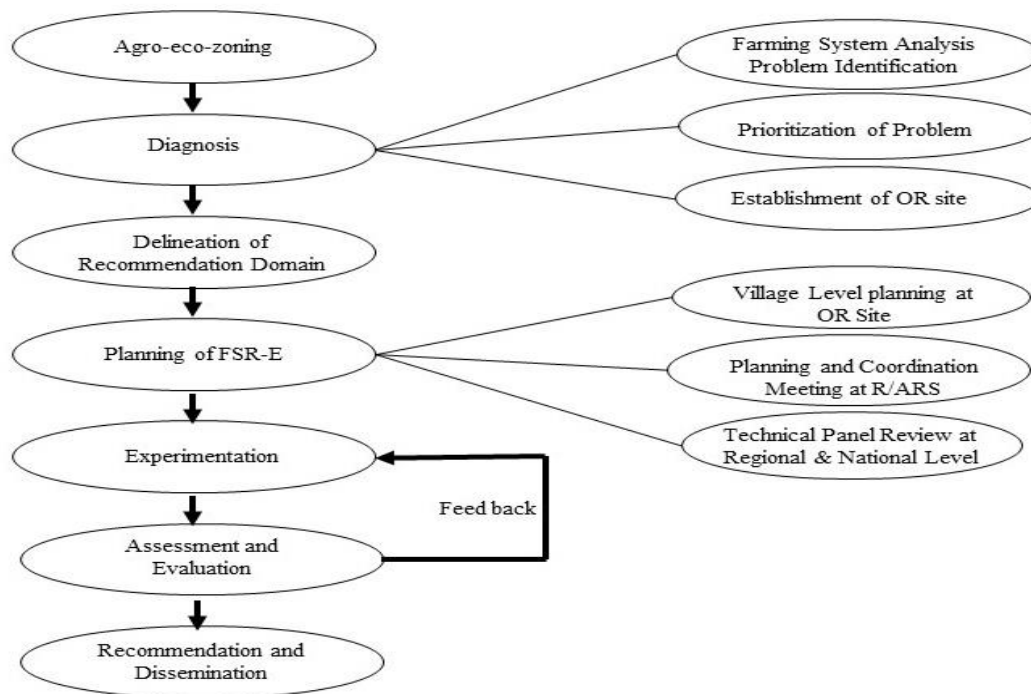 Agro-eco-zoning
Diagnosis
Delineation of
Recommendation Domain
Planning of FSR-E
Experimentation
Assessment and
Evaluation
Recommendation and
Dissemination
Farming System Analysis
Problem Identification
Prioritization of Problem
Establishment of OR site
Village Level planning at
OR Site
Planning and Coordination
Meeting at R/ARS
Technical Panel Review at
Regional & National Level
Feed back